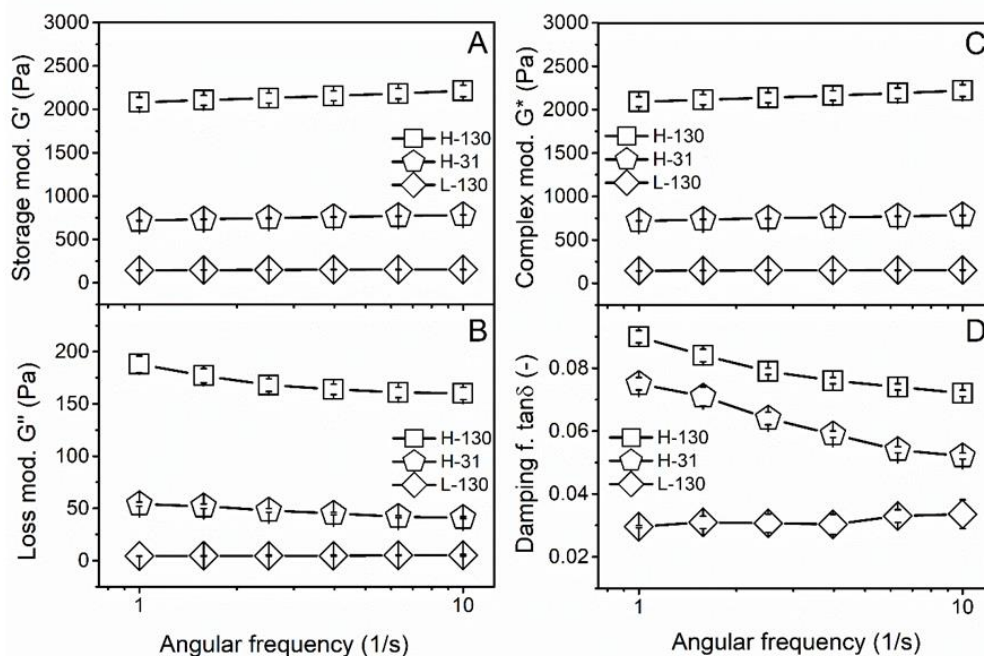 3000
2500
2000
1500
1000
500
0
Storage mod. G' (Pa)
A
H-130
H-31
L-130
3000
2500
2000
1500
1000
500
0
Complex mod. G* (Pa)
C
H-130
H-31
L-130
200
150
100
50
0
Loss mod. G" (Pa)
B
H-130
H-31
L-130
1
10
Angular frequency (1/s)
0.08
0.06
0.04
0.02
Damping f. tanδ (-)
D
H-130
H-31
L-130
1
10
Angular frequency (1/s)